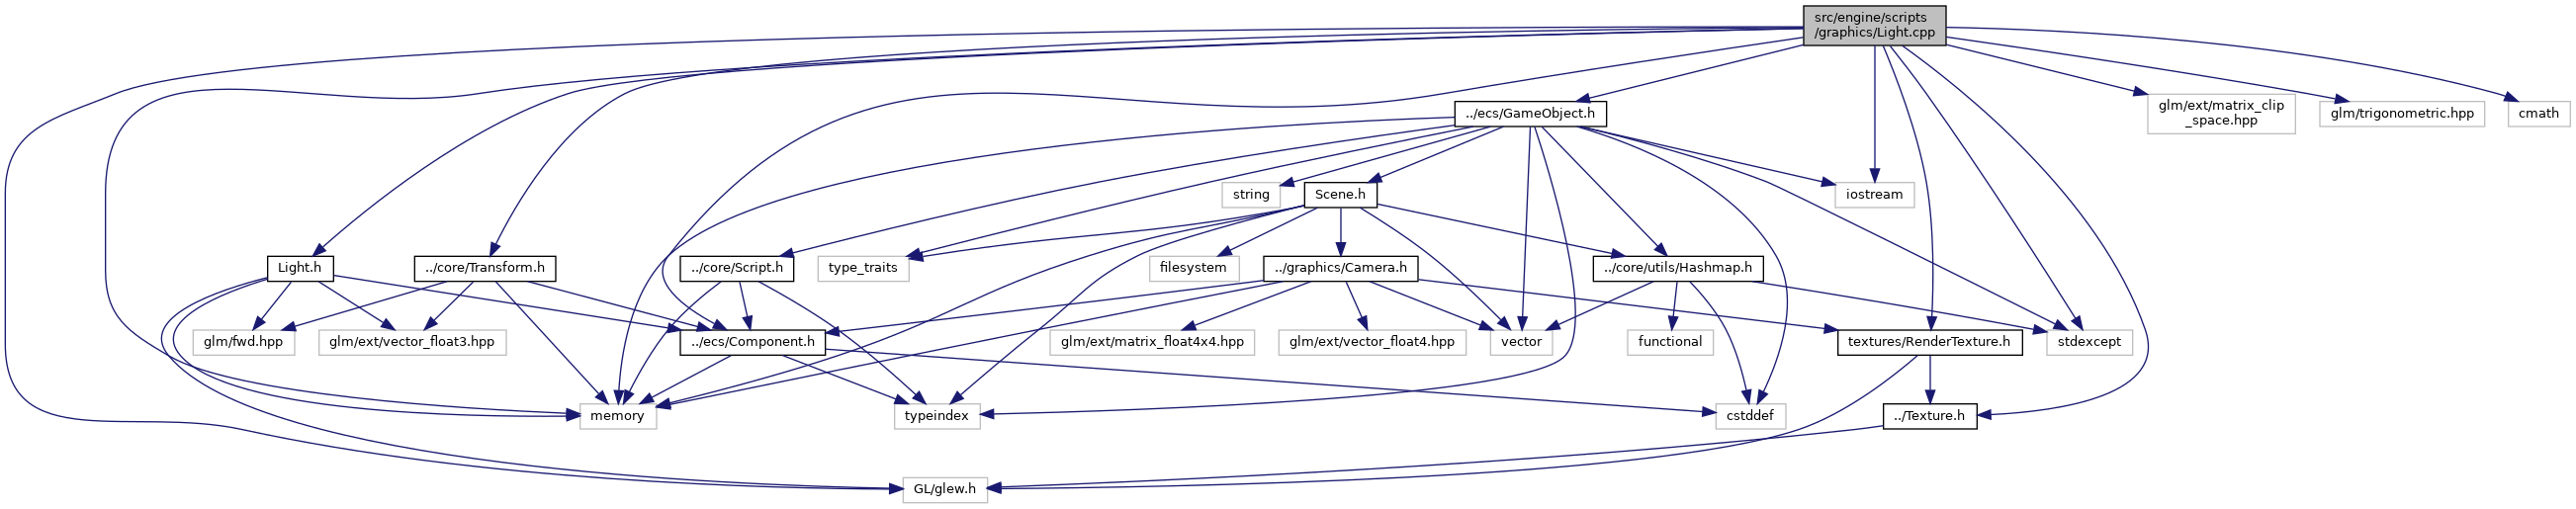 src/engine/scripts
/graphics/Light.cpp
../ecs/GameObject.h
glm/ext/matrix_clip
_space.hpp
glm/trigonometric.hpp
cmath
string
Scene.h
iostream
Light.h
../core/Transform.h
../core/Script.h
type_traits
filesystem
../graphics/Camera.h
../core/utils/Hashmap.h
glm/fwd.hpp
glm/ext/vector_float3.hpp
../ecs/Component.h
glm/ext/matrix_float4x4.hpp
glm/ext/vector_float4.hpp
vector
functional
textures/RenderTexture.h
stdexcept
memory
typeindex
cstddef
../Texture.h
GL/glew.h